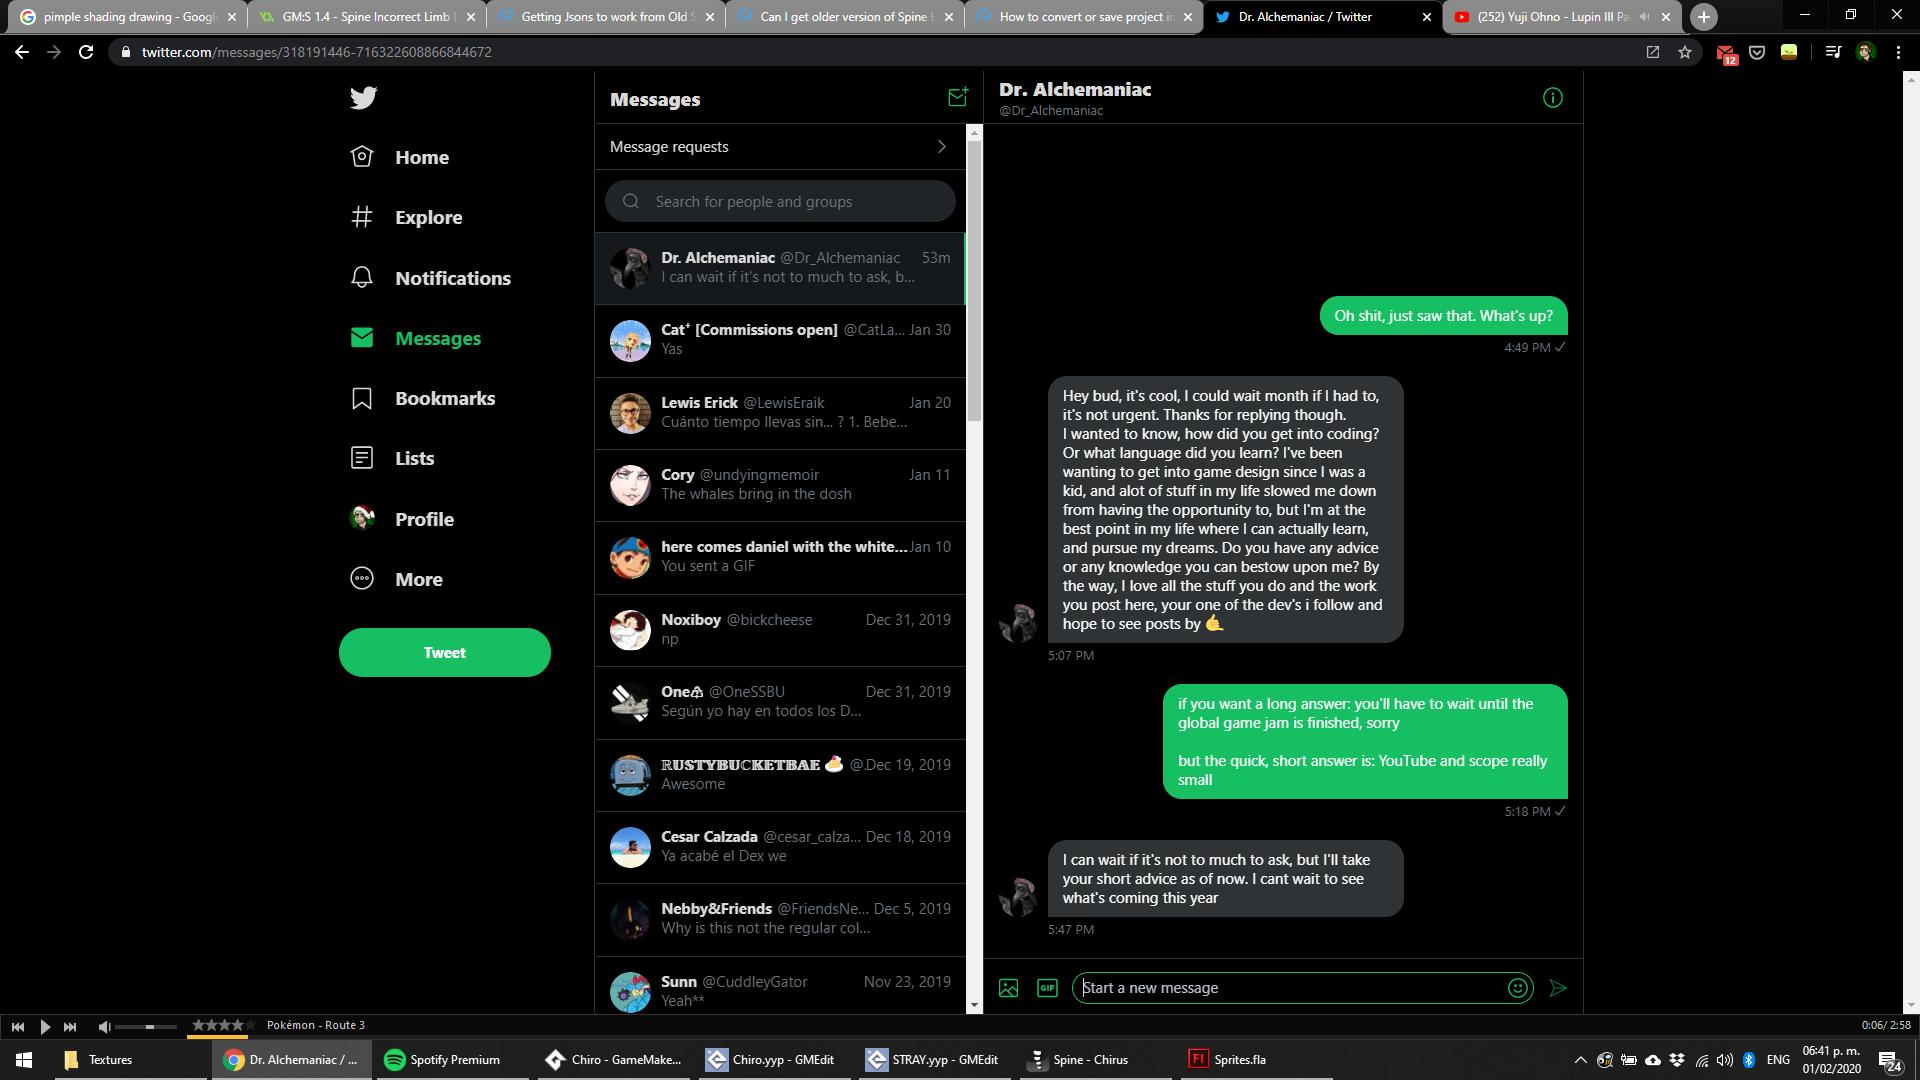 pimple shading drawing - Googl
GM:S 1.4 - Spine Incorrect Limb
Getting Jsons to work from Old S
Can I get older version of Spine E
How to convert or save project in
Dr. Alchemaniac / Twitter
(252) Yuji Ohno - Lupin III Pa
twitter.com/messages/318191446-716322608866844672
12
Home
Explore
Notifications
Messages
Bookmarks
Lists
Profile
More
Tweet
Messages
Message requests
Search for people and groups
Dr. Alchemaniac @Dr_Alchemaniac 53m
I can wait if it's not to much to ask, b...
Cat⁺ [Commissions open] @CatLa... Jan 30
Yas
Lewis Erick @LewisEraik Jan 20
Cuánto tiempo llevas sin... ? 1. Bebe...
Cory @undyingmemoir Jan 11
The whales bring in the dosh
here comes daniel with the white... Jan 10
You sent a GIF
Noxiboy @bickcheese Dec 31, 2019
np
One @OneSSBU Dec 31, 2019
Según yo hay en todos los D...
ℝUSTYBUCKETBAE 🍰 @. Dec 19, 2019
Awesome
Cesar Calzada @cesar_calza... Dec 18, 2019
Ya acabé el Dex we
Nebby&Friends @FriendsNe... Dec 5, 2019
Why is this not the regular col...
Sunn @CuddleyGator Nov 23, 2019
Yeah**
Dr. Alchemaniac
@Dr_Alchemaniac
Oh shit, just saw that. What's up?
4:49 PM ✓
Hey bud, it's cool, I could wait month if I had to,
it's not urgent. Thanks for replying though.
I wanted to know, how did you get into coding?
Or what language did you learn? I've been
wanting to get into game design since I was a
kid, and alot of stuff in my life slowed me down
from having the opportunity to, but I'm at the
best point in my life where I can actually learn,
and pursue my dreams. Do you have any advice
or any knowledge you can bestow upon me? By
the way, I love all the stuff you do and the work
you post here, your one of the dev's i follow and
hope to see posts by 🤙
5:07 PM
if you want a long answer: you'll have to wait until the
global game jam is finished, sorry
but the quick, short answer is: YouTube and scope really
small
5:18 PM ✓
I can wait if it's not to much to ask, but I'll take
your short advice as of now. I cant wait to see
what's coming this year
5:47 PM
GIF
Start a new message
Pokémon - Route 3
0:06/ 2:58
Textures
Dr. Alchemaniac / ...
Spotify Premium
Chiro - GameMake...
Chiro.yyp - GMEdit
STRAY.yyp - GMEdit
Spine - Chirus
Fl
Sprites.fla
ENG
06:41 p. m.
01/02/2020
24